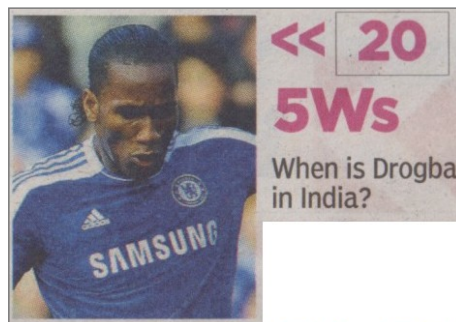 << 20
5Ws
When is Drogba
in India?
adidas
SAMSUNG